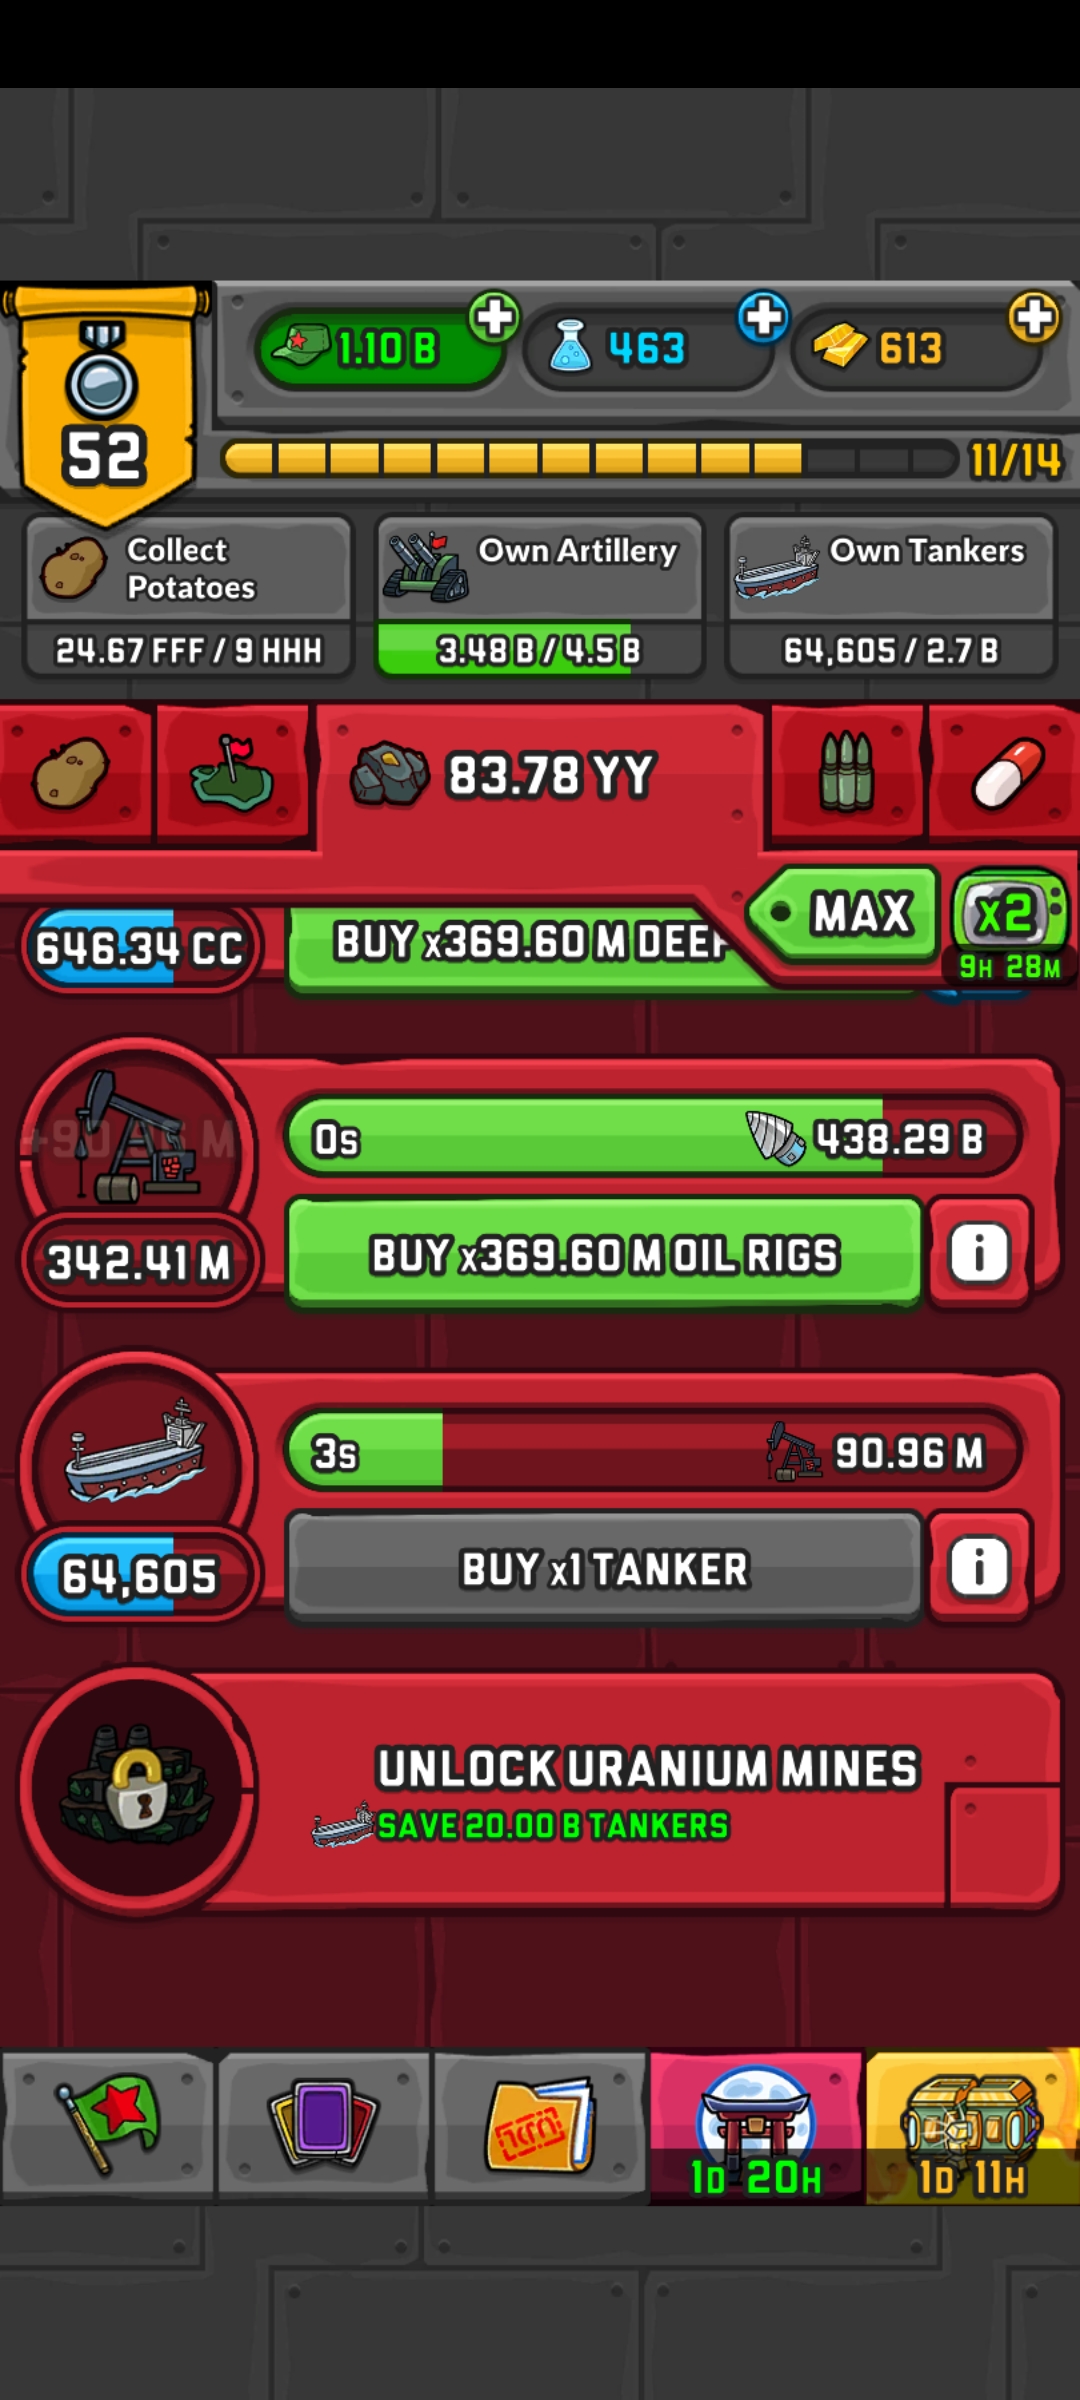 1.10 B
463
613
52
11/14
Collect
Potatoes
24.67 FFF / 9 HHH
Own Artillery
3.48 B / 4.5 B
Own Tankers
64,605 / 2.7 B
83.78 YY
MAX
x2
9H 28M
646.34 CC
BUY x369.60 M DEEP
+90.96 M
0s
438.29 B
342.41 M
BUY x369.60 M OIL RIGS
i
3s
90.96 M
64,605
BUY x1 TANKER
i
UNLOCK URANIUM MINES
SAVE 20.00 B TANKERS
1D 20H
1D 11H